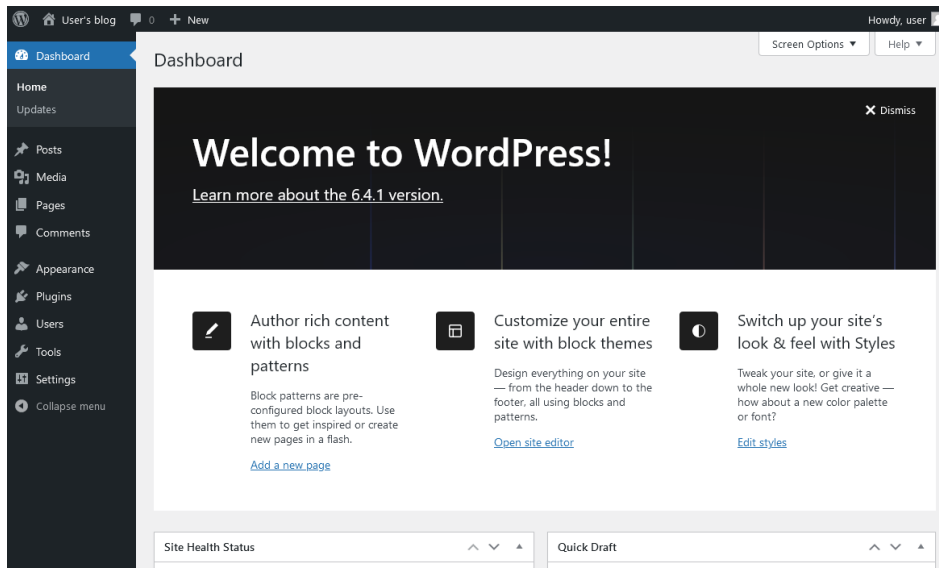 User's blog 0 + New Howdy, user
Dashboard
Home
Updates
Posts
Media
Pages
Comments
Appearance
Plugins
Users
Tools
Settings
Collapse menu
Screen Options ▼ Help ▼
Dashboard
Dismiss
Welcome to WordPress!
Learn more about the 6.4.1 version.
Author rich content
with blocks and
patterns
Block patterns are pre-
configured block layouts. Use
them to get inspired or create
new pages in a flash.
Add a new page
Customize your entire
site with block themes
Design everything on your site
— from the header down to the
footer, all using blocks and
patterns.
Open site editor
Switch up your site’s
look & feel with Styles
Tweak your site, or give it a
whole new look! Get creative —
how about a new color palette
or font?
Edit styles
Site Health Status
Quick Draft